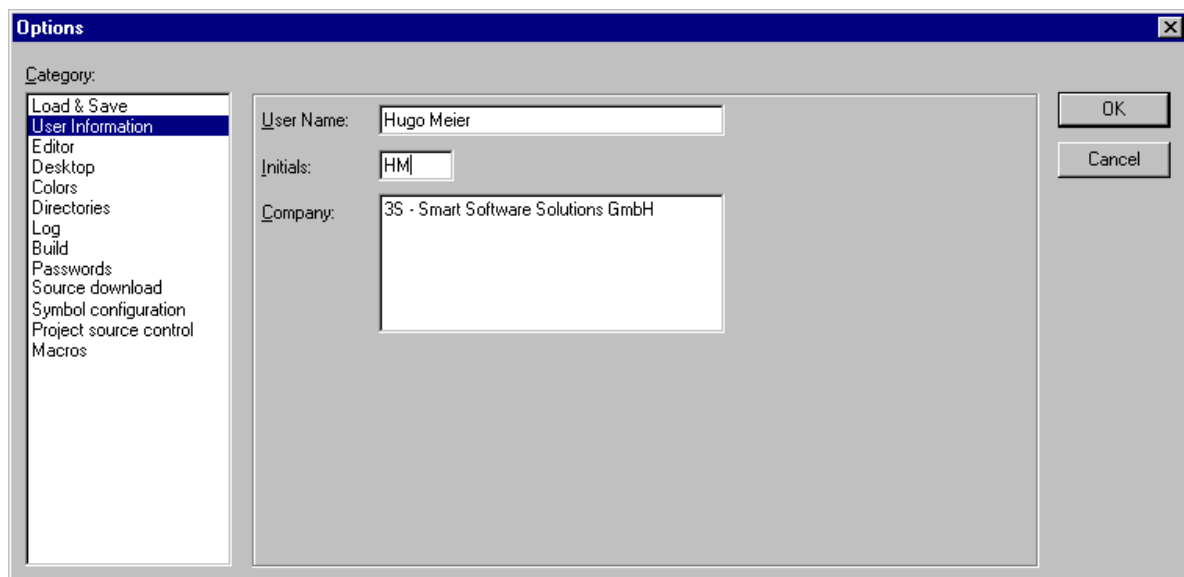 Options
Category:
Load & Save
User Information
Editor
Desktop
Colors
Directories
Log
Build
Passwords
Source download
Symbol configuration
Project source control
Macros
User Name: Hugo Meier
Initials: HM
Company: 3S - Smart Software Solutions GmbH
OK
Cancel